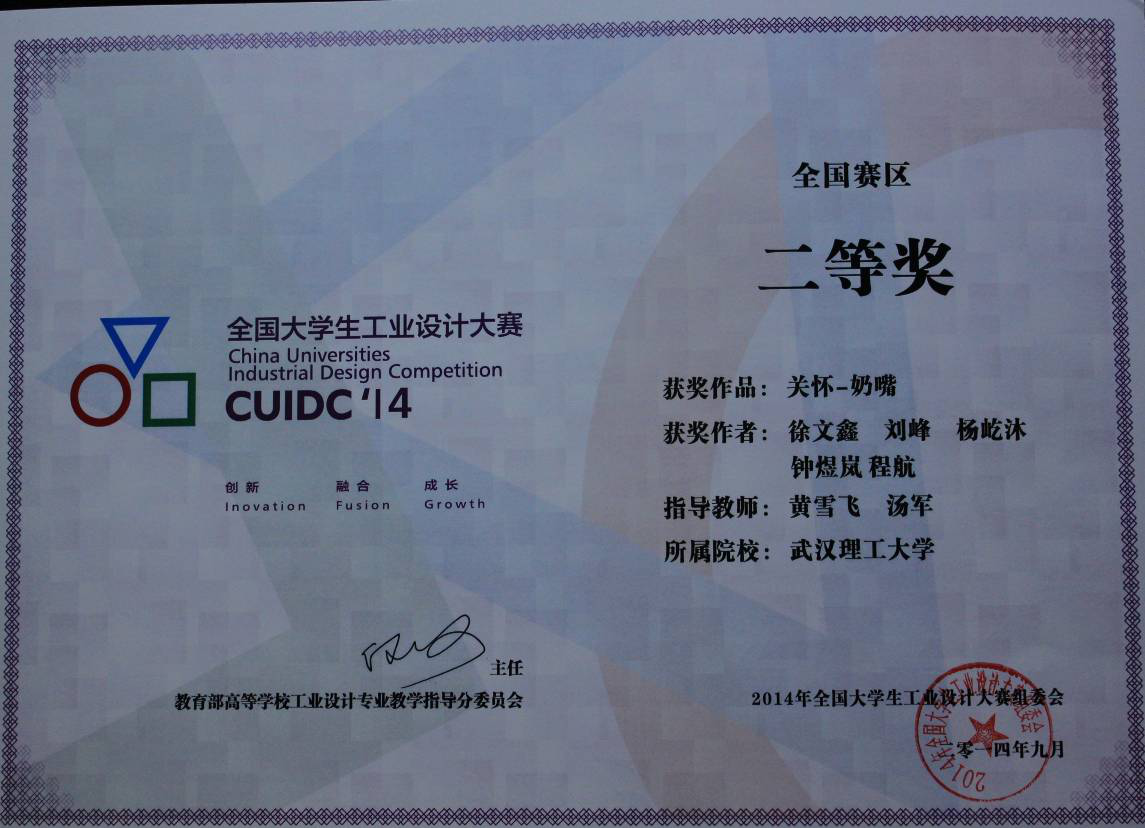 全国赛区
二等奖
全国大学生工业设计大赛
China Universities
Industrial Design Competition
CUIDC '14
创新 融合 成长
Inovation Fusion Growth
获奖作品：关怀-奶嘴
获奖作者：徐文鑫 刘峰 杨屹沐
钟煜岚 程航
指导教师：黄雪飞 汤军
所属院校：武汉理工大学
主任
教育部高等学校工业设计专业教学指导分委员会
2014年全国大学生工业设计大赛组委会
二零一四年九月
2014年全国大学生工业设计大赛组委会